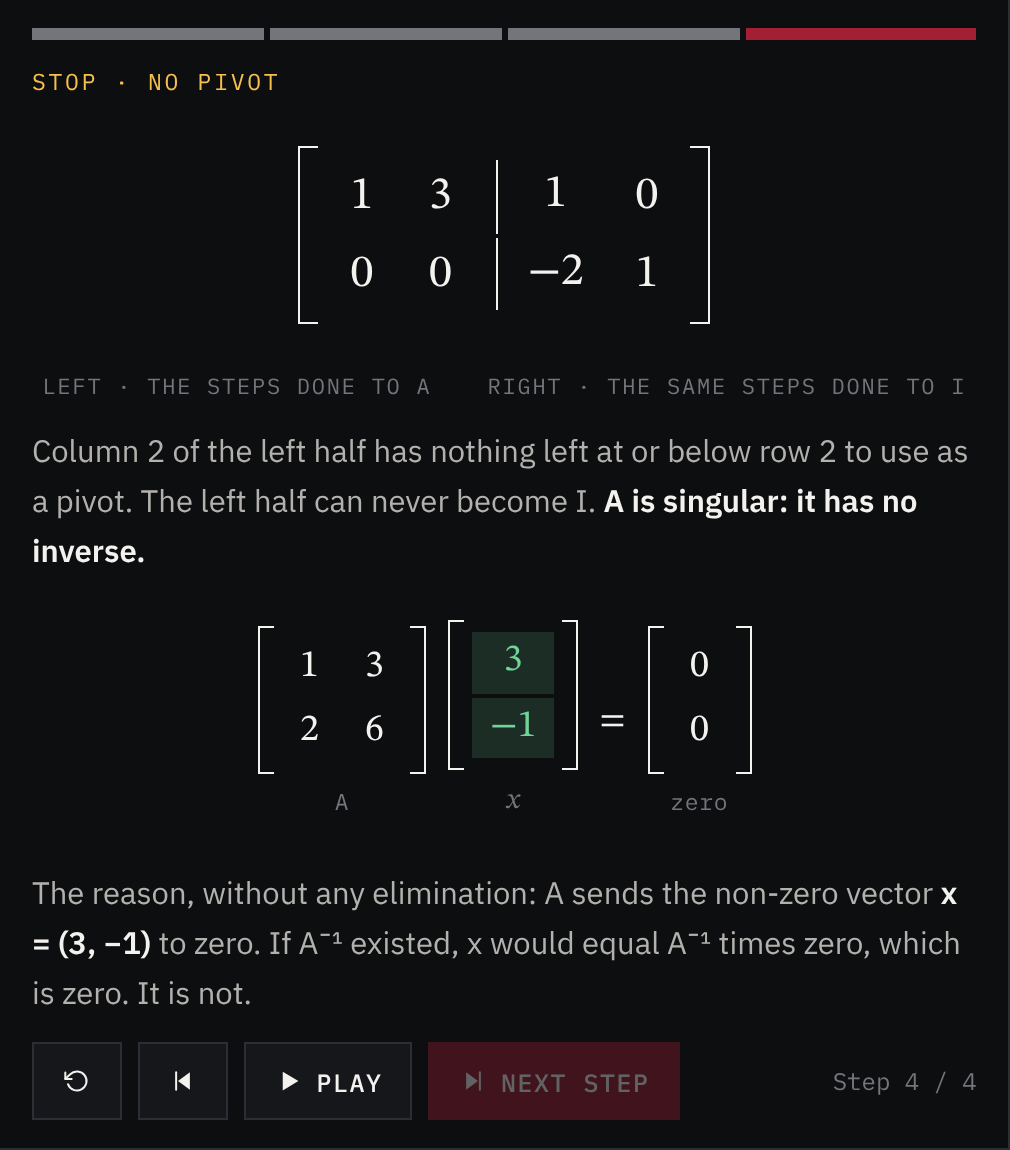 STOP · NO PIVOT
1 3 1 0
0 0 −2 1
LEFT · THE STEPS DONE TO A RIGHT · THE SAME STEPS DONE TO I
Column 2 of the left half has nothing left at or below row 2 to use as
a pivot. The left half can never become I. A is singular: it has no
inverse.
1 3 3 0
2 6 −1 = 0
A x zero
The reason, without any elimination: A sends the non-zero vector x
= (3, −1) to zero. If A⁻¹ existed, x would equal A⁻¹ times zero, which
is zero. It is not.
PLAY NEXT STEP Step 4 / 4